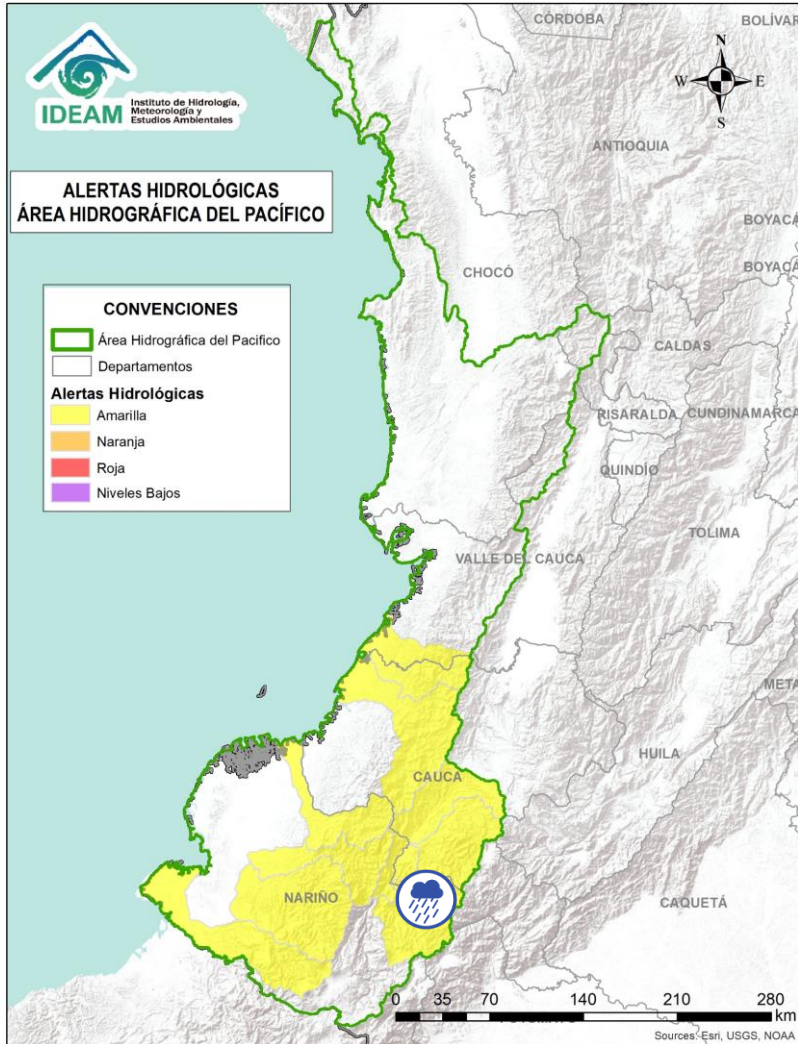 IDEAM
Instituto de Hidrología,
Meteorología y
Estudios Ambientales
ALERTAS HIDROLÓGICAS
ÁREA HIDROGRÁFICA DEL PACÍFICO
CONVENCIONES
Área Hidrográfica del Pacífico
Departamentos
Alertas Hidrológicas
Amarilla
Naranja
Roja
Niveles Bajos
N
W
E
S
CÓRDOBA
BOLÍVAR
ANTIOQUIA
BOYACÁ
CHOCÓ
BOYACÁ
CALDAS
RISARALDA
CUNDINAMARCA
QUINDÍO
TOLIMA
VALLE DEL CAUCA
META
HUILA
CAUCA
NARIÑO
CAQUETÁ
0 35 70 140 210 280
km
Sources: Esri, USGS, NOAA